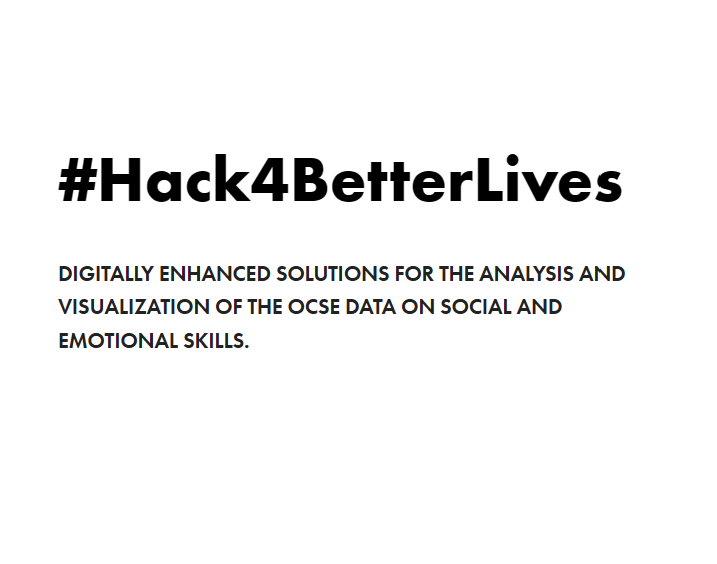 #Hack4BetterLives
DIGITALLY ENHANCED SOLUTIONS FOR THE ANALYSIS AND
VISUALIZATION OF THE OCSE DATA ON SOCIAL AND
EMOTIONAL SKILLS.